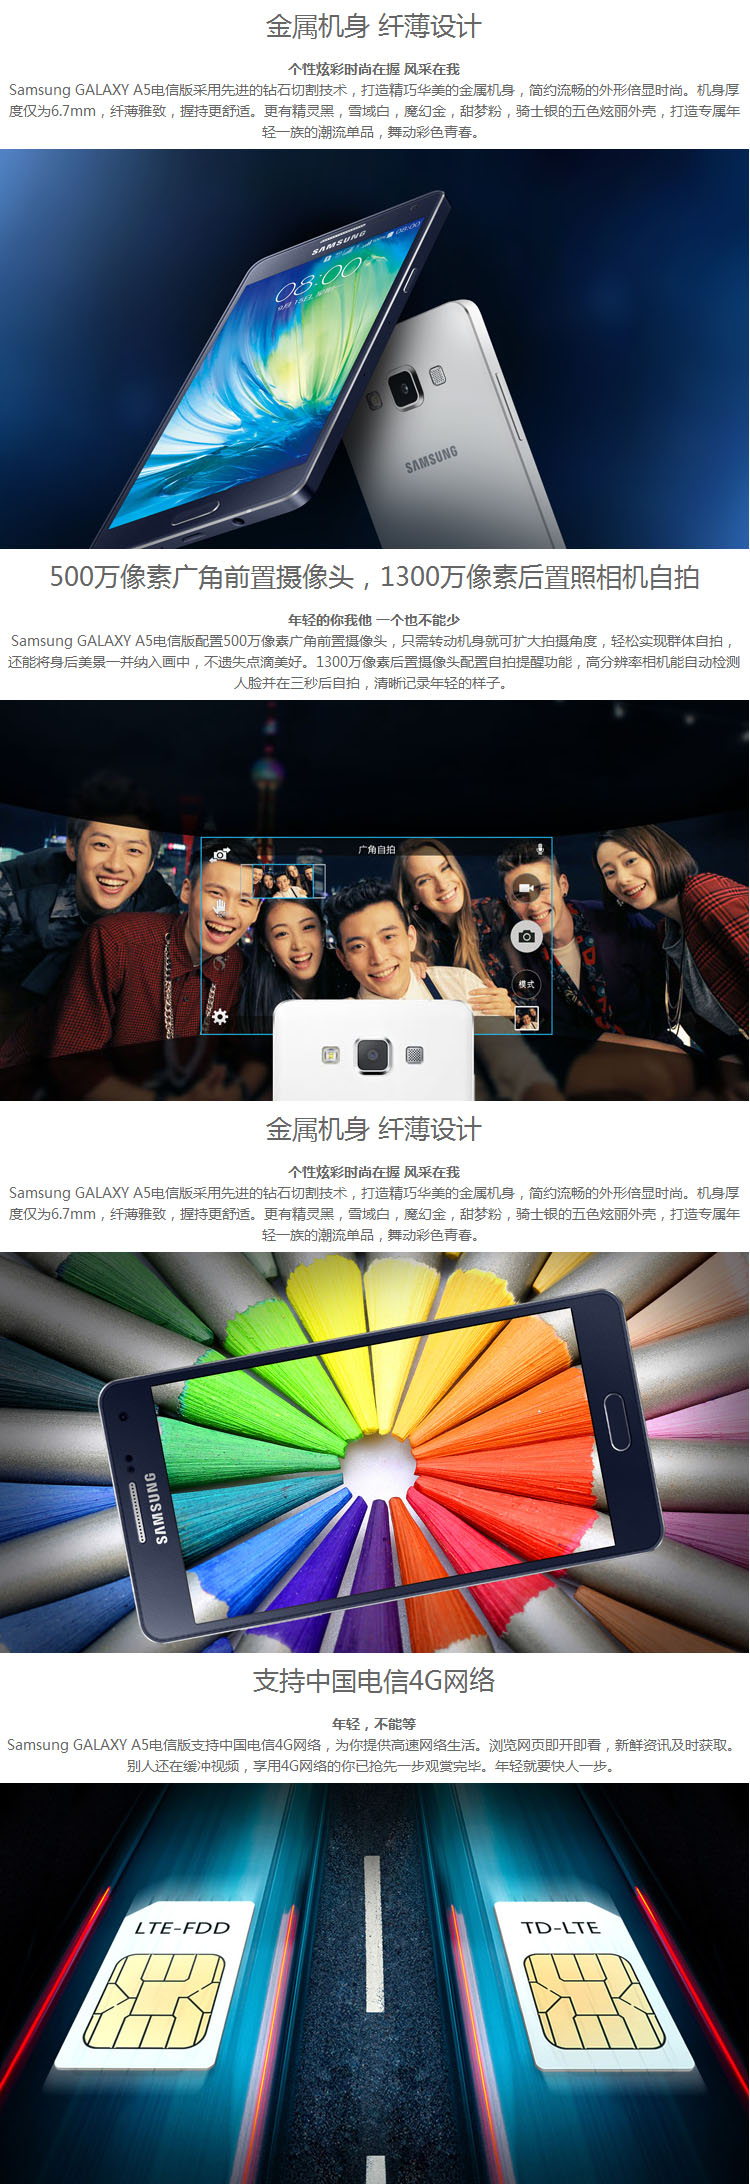 金属机身 纤薄设计
个性炫彩时尚在握 风采在我
Samsung GALAXY A5电信版采用先进的钻石切割技术，打造精巧华美的金属机身，简约流畅的外形倍显时尚。机身厚
度仅为6.7mm，纤薄雅致，握持更舒适。更有精灵黑，雪域白，魔幻金，甜梦粉，骑士银的五色炫丽外壳，打造专属年
轻一族的潮流单品，舞动彩色青春。
SAMSUNG
08:00
08:00
SAMSUNG
500万像素广角前置摄像头，1300万像素后置照相机自拍
年轻的你我他 一个也不能少
Samsung GALAXY A5电信版配置500万像素广角前置摄像头，只需转动机身就可扩大拍摄角度，轻松实现群体自拍，
还能将身后美景一并纳入画中，不遗失点滴美好。1300万像素后置摄像头配置自拍提醒功能，高分辨率相机能自动检测
人脸并在三秒后自拍，清晰记录年轻的样子。
广角自拍
模式
金属机身 纤薄设计
个性炫彩时尚在握 风采在我
Samsung GALAXY A5电信版采用先进的钻石切割技术，打造精巧华美的金属机身，简约流畅的外形倍显时尚。机身厚
度仅为6.7mm，纤薄雅致，握持更舒适。更有精灵黑，雪域白，魔幻金，甜梦粉，骑士银的五色炫丽外壳，打造专属年
轻一族的潮流单品，舞动彩色青春。
SAMSUNG
支持中国电信4G网络
年轻，不能等
Samsung GALAXY A5电信版支持中国电信4G网络，为你提供高速网络生活。浏览网页即开即看，新鲜资讯及时获取。
别人还在缓冲视频，享用4G网络的你已抢先一步观赏完毕。年轻就要快人一步。
LTE-FDD
TD-LTE